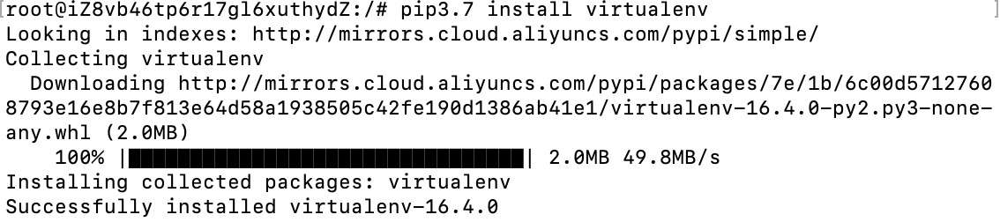 [root@iZ8vb46tp6r17gl6xuthydZ:/# pip3.7 install virtualenv ]
Looking in indexes: http://mirrors.cloud.aliyuncs.com/pypi/simple/
Collecting virtualenv
  Downloading http://mirrors.cloud.aliyuncs.com/pypi/packages/7e/1b/6c00d5712760
8793e16e8b7f813e64d58a1938505c42fe190d1386ab41e1/virtualenv-16.4.0-py2.py3-none-
any.whl (2.0MB)
    100% |████████████████████████████████| 2.0MB 49.8MB/s
Installing collected packages: virtualenv
Successfully installed virtualenv-16.4.0